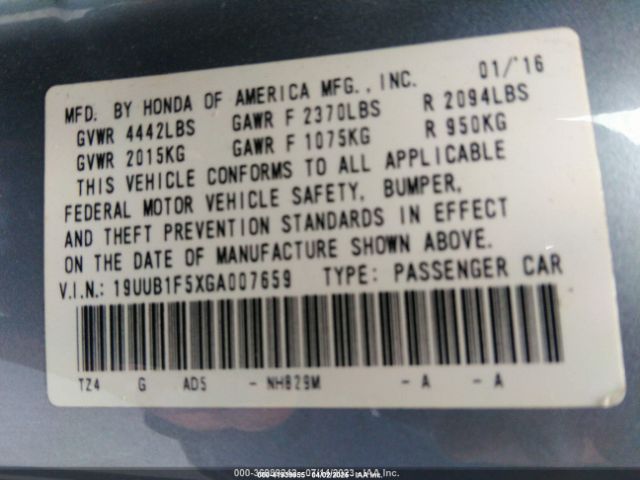 MFD. BY HONDA OF AMERICA MFG., INC. 01/'16
GVWR 4442LBS GAWR F 2370LBS R 2094LBS
GVWR 2015KG GAWR F 1075KG R 950KG
THIS VEHICLE CONFORMS TO ALL APPLICABLE
FEDERAL MOTOR VEHICLE SAFETY, BUMPER,
AND THEFT PREVENTION STANDARDS IN EFFECT
ON THE DATE OF MANUFACTURE SHOWN ABOVE.
V.I.N.: 19UUB1F5XGA007659 TYPE: PASSENGER CAR
TZ4 G AD5 - NH829M - A - A
IAA Inc.